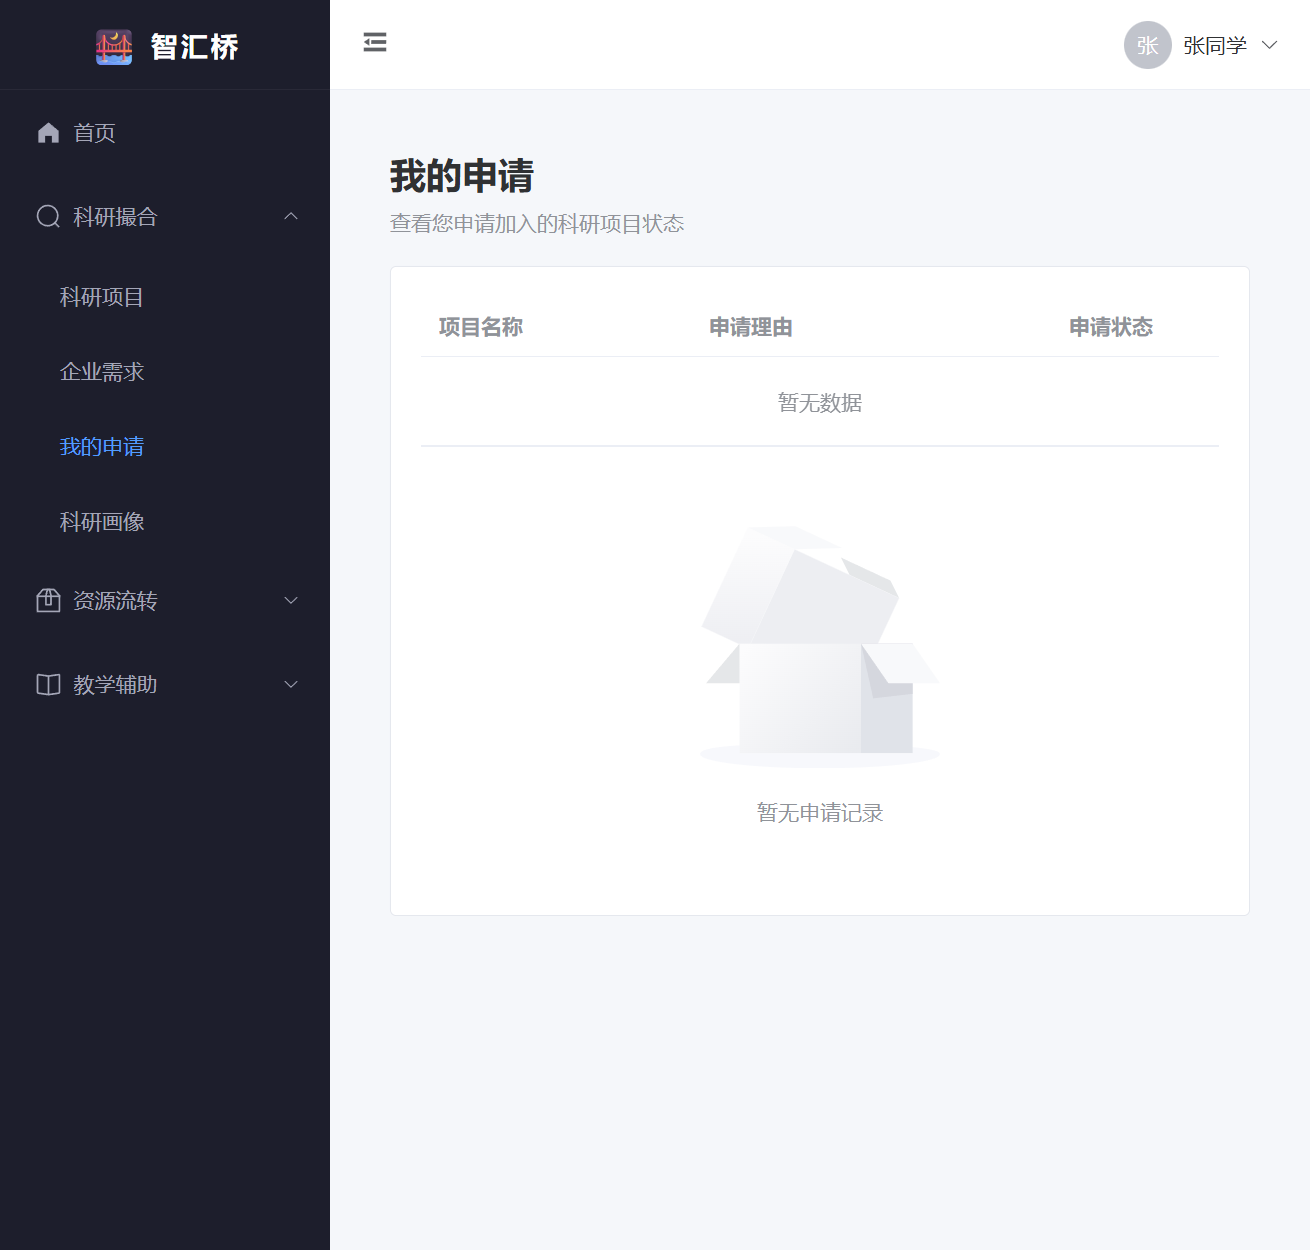 智汇桥
张 张同学
首页
科研撮合
科研项目
企业需求
我的申请
科研画像
资源流转
教学辅助
我的申请
查看您申请加入的科研项目状态
项目名称 申请理由 申请状态
暂无数据
暂无申请记录